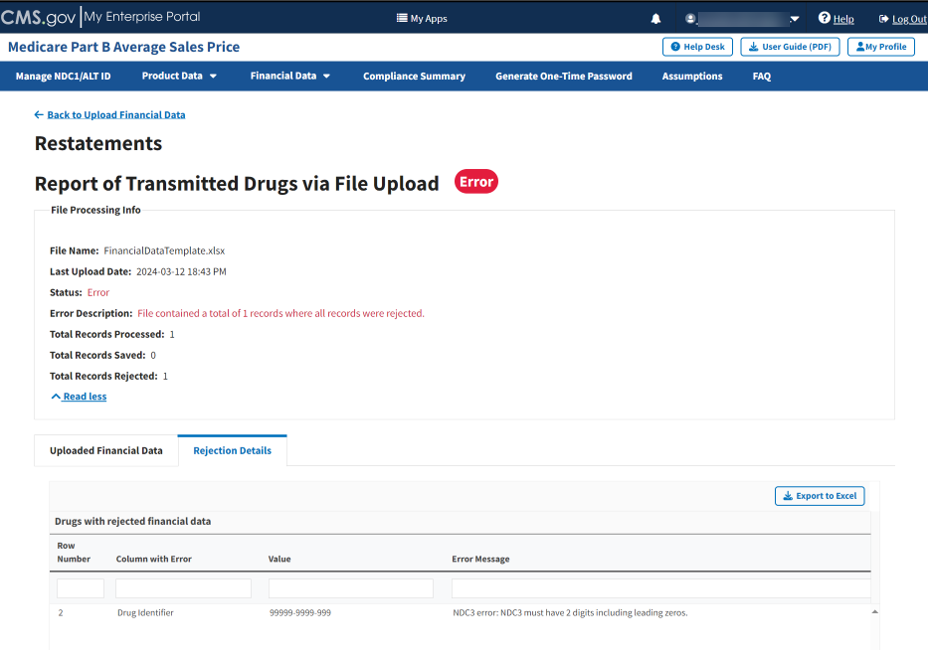 CMS.gov My Enterprise Portal My Apps Help Log Out
Medicare Part B Average Sales Price Help Desk User Guide (PDF) My Profile
Manage NDC1/ALT ID Product Data Financial Data Compliance Summary Generate One-Time Password Assumptions FAQ
Back to Upload Financial Data
Restatements
Report of Transmitted Drugs via File Upload Error
File Processing Info
File Name: FinancialDataTemplate.xlsx
Last Upload Date: 2024-03-12 18:43 PM
Status: Error
Error Description: File contained a total of 1 records where all records were rejected.
Total Records Processed: 1
Total Records Saved: 0
Total Records Rejected: 1
Read less
Uploaded Financial Data Rejection Details
Export to Excel
Drugs with rejected financial data
Row
Number Column with Error Value Error Message
2 Drug Identifier 99999-9999-999 NDC3 error: NDC3 must have 2 digits including leading zeros.